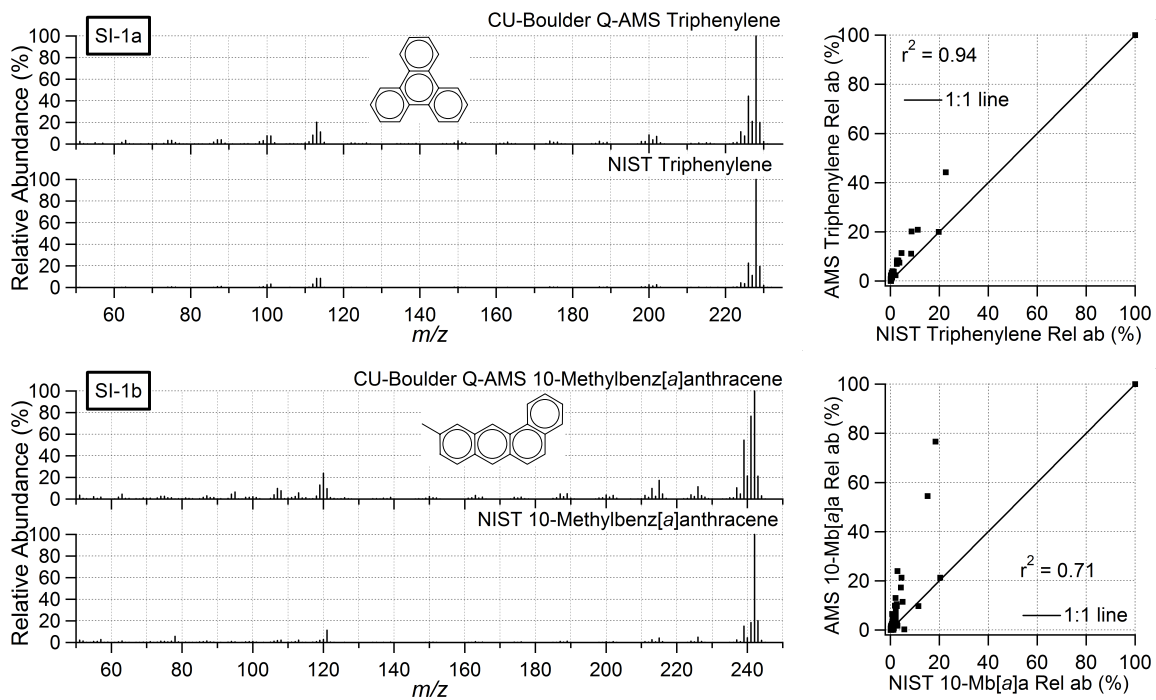 SI-1a
CU-Boulder Q-AMS Triphenylene
100
80
60
40
20
0
NIST Triphenylene
100
80
60
40
20
0
Relative Abundance (%)
60 80 100 120 140 160 180 200 220
m/z
r² = 0.94
1:1 line
100
80
60
40
20
0
AMS Triphenylene Rel ab (%)
0 20 40 60 80 100
NIST Triphenylene Rel ab (%)
SI-1b
CU-Boulder Q-AMS 10-Methylbenz[a]anthracene
100
80
60
40
20
0
NIST 10-Methylbenz[a]anthracene
100
80
60
40
20
0
Relative Abundance (%)
60 80 100 120 140 160 180 200 220 240
m/z
r² = 0.71
1:1 line
100
80
60
40
20
0
AMS 10-Mb[a]a Rel ab (%)
0 20 40 60 80 100
NIST 10-Mb[a]a Rel ab (%)